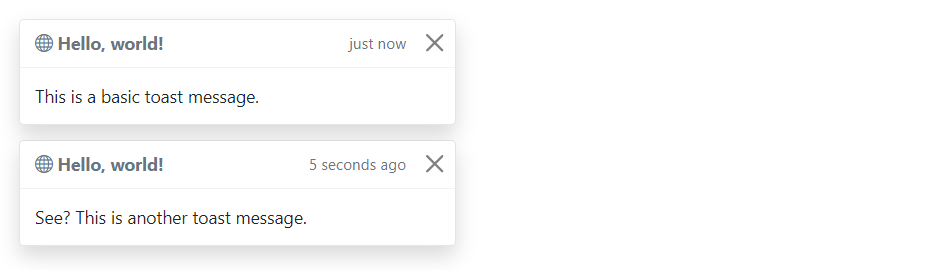 Hello, world! just now
This is a basic toast message.
Hello, world! 5 seconds ago
See? This is another toast message.